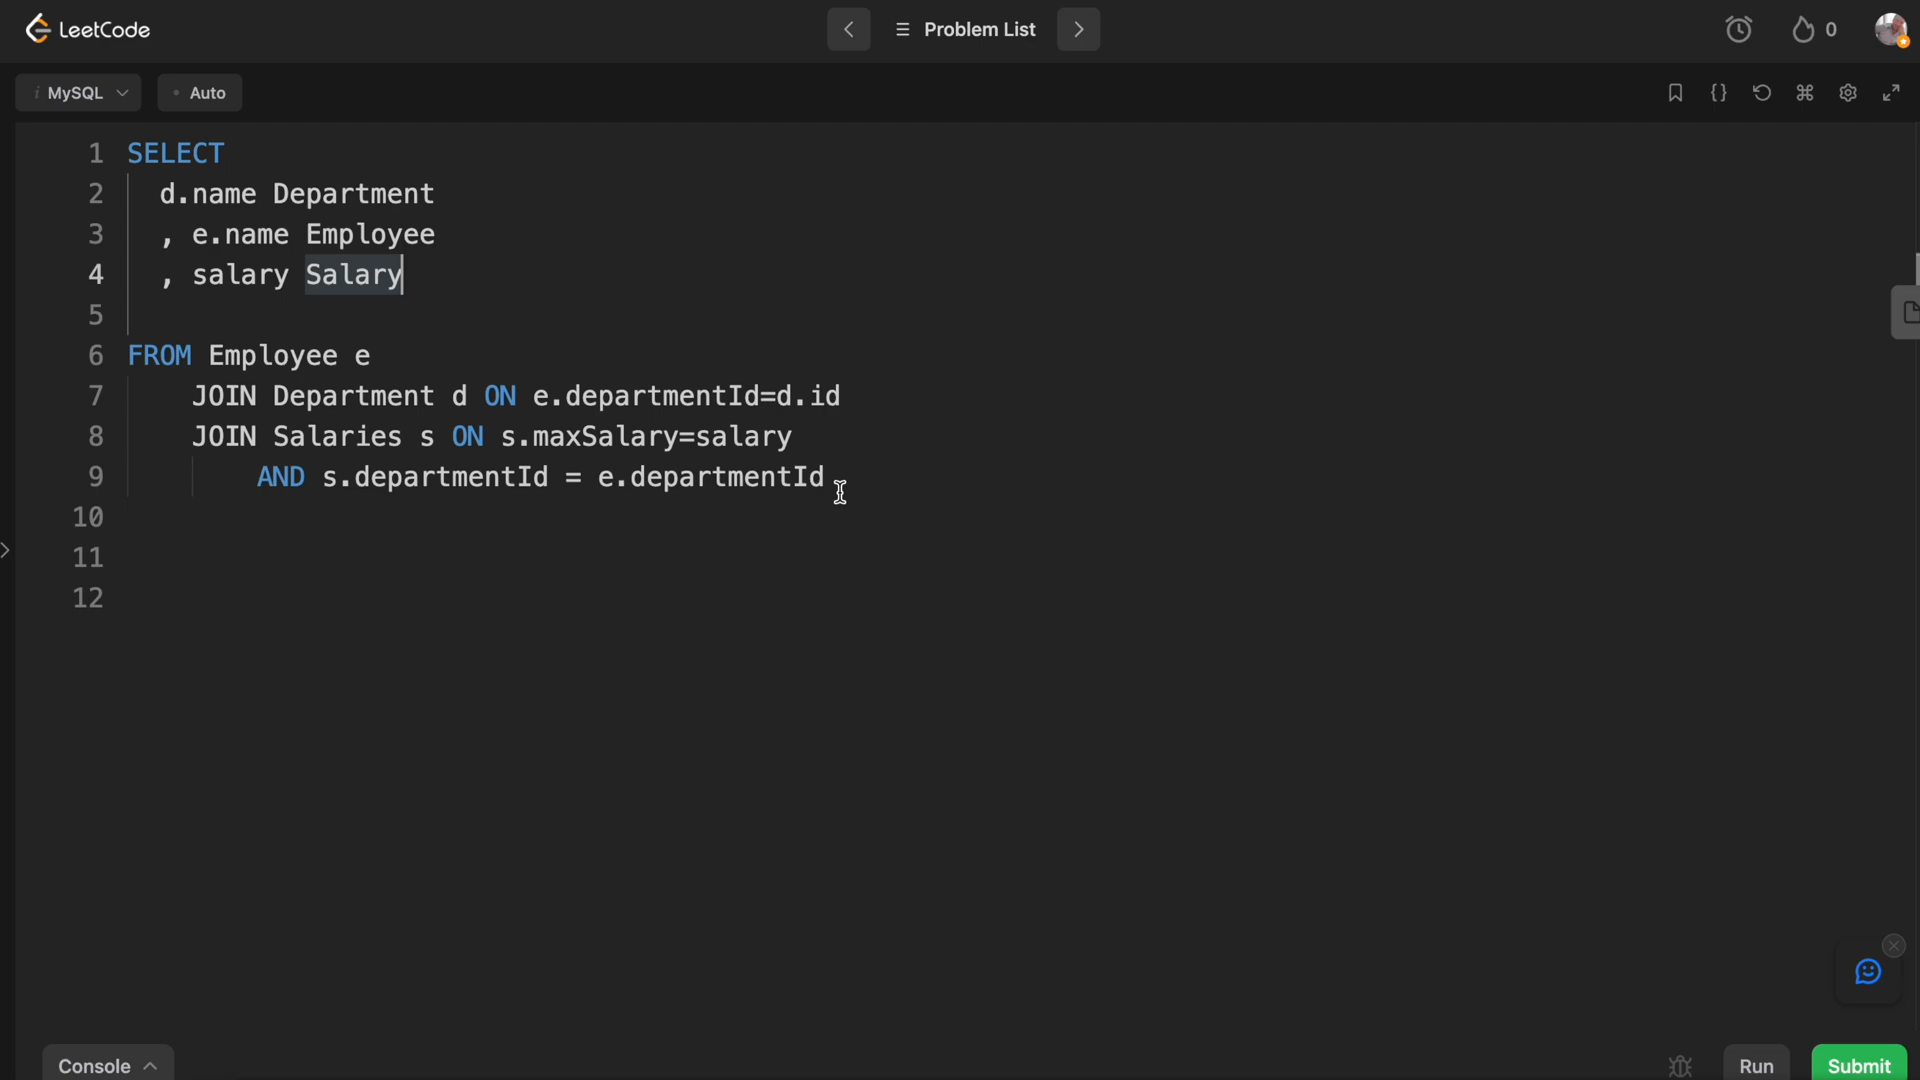 LeetCode
Problem List
0
i MySQL
Auto
1 SELECT
2 d.name Department
3 , e.name Employee
4 , salary Salary
5
6 FROM Employee e
7 JOIN Department d ON e.departmentId=d.id
8 JOIN Salaries s ON s.maxSalary=salary
9 AND s.departmentId = e.departmentId
10
11
12
Console
Run
Submit